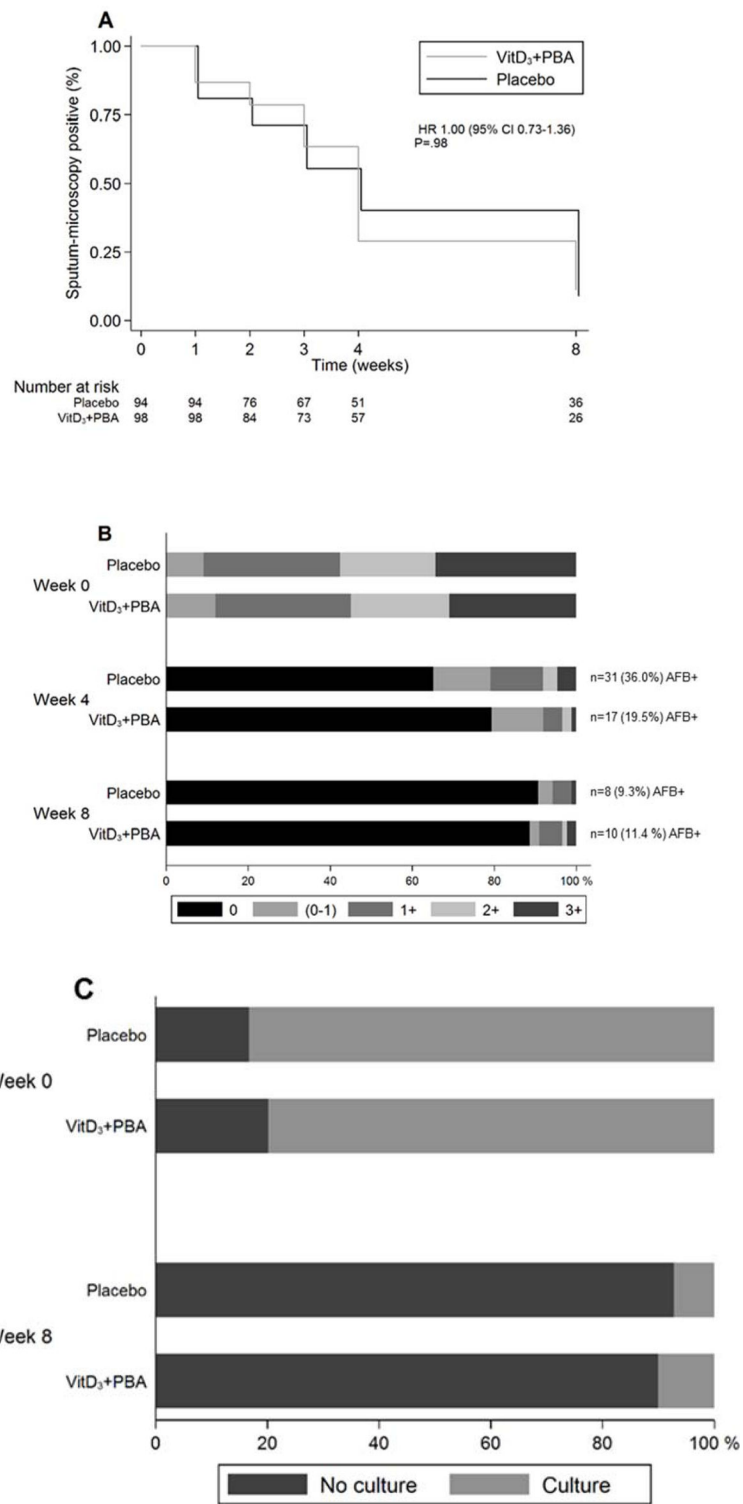 A
1.00
0.75
0.50
0.25
0.00
Sputum-microscopy positive (%)
VitD₃+PBA
Placebo
HR 1.00 (95% CI 0.73-1.36)
P=.98
0 1 2 3 4 8
Time (weeks)
Number at risk
Placebo 94 94 76 67 51 36
VitD₃+PBA 98 98 84 73 57 26
B
Placebo
Week 0
VitD₃+PBA
Placebo n=31 (36.0%) AFB+
Week 4
VitD₃+PBA n=17 (19.5%) AFB+
Placebo n=8 (9.3%) AFB+
Week 8
VitD₃+PBA n=10 (11.4 %) AFB+
0 20 40 60 80 100 %
0 (0-1) 1+ 2+ 3+
C
Placebo
eek 0
VitD₃+PBA
Placebo
eek 8
VitD₃+PBA
0 20 40 60 80 100 %
No culture Culture